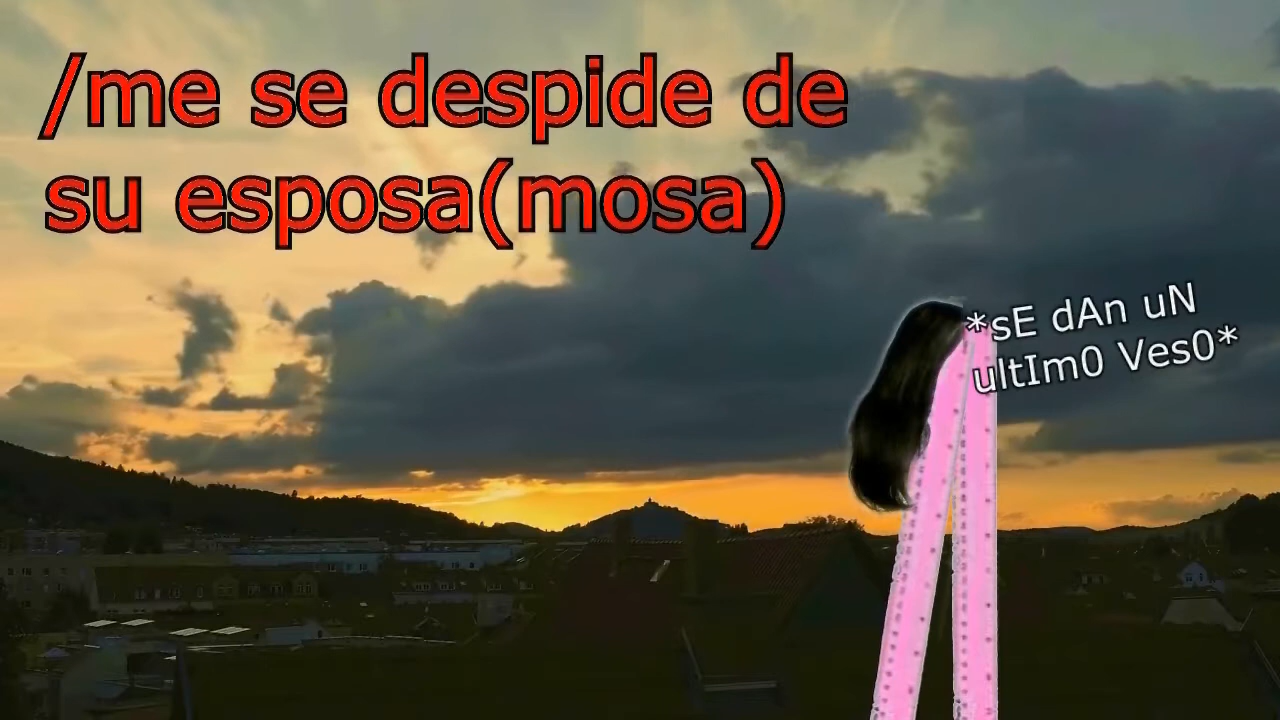 /me se despide de
su esposa(mosa)
*sE dAn uN
ultIm0 Ves0*